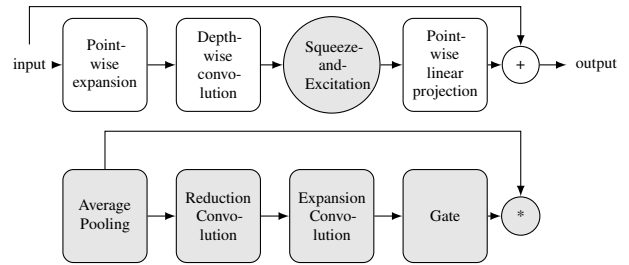 input
Point-
wise
expansion
Depth-
wise
convo-
lution
Squeeze-
and-
Excitation
Point-
wise
linear
projection
+
output
Average
Pooling
Reduction
Convo-
lution
Expansion
Convo-
lution
Gate
*